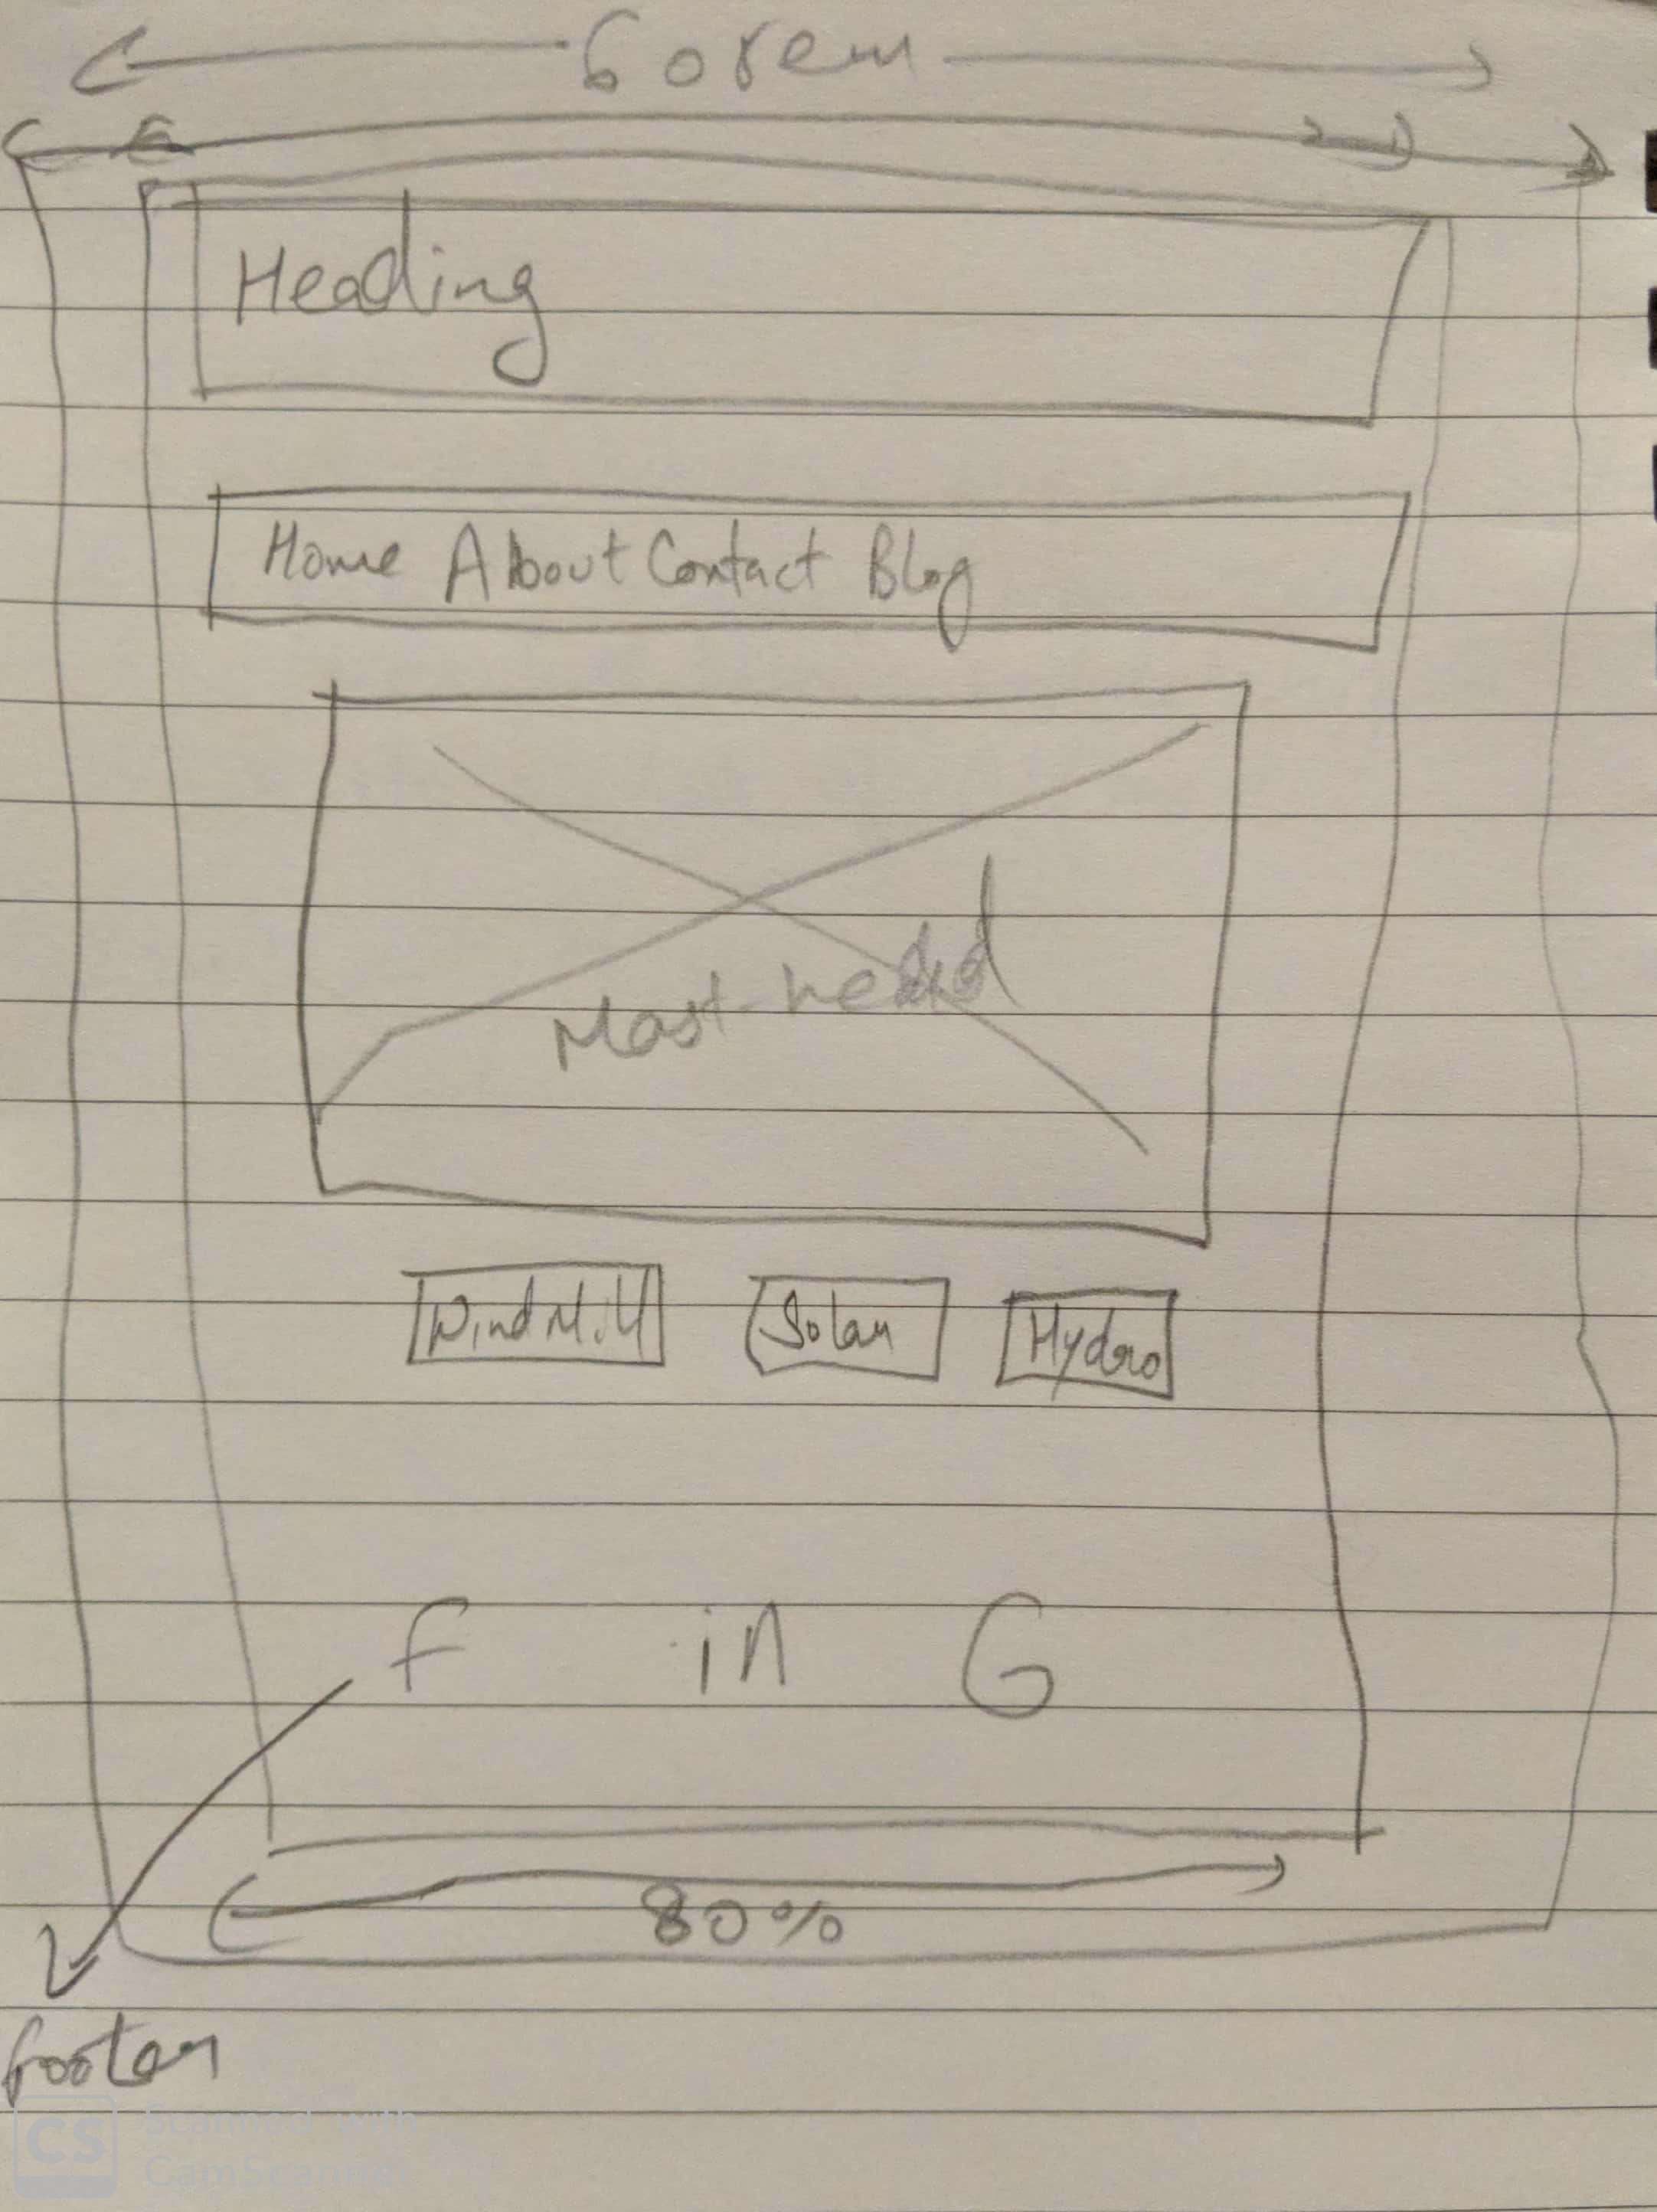 60rem
Heading
Home About Contact Blog
Mast-head
WindMill Solar Hydro
f in G
80%
footer
CS Scanned with
CamScanner